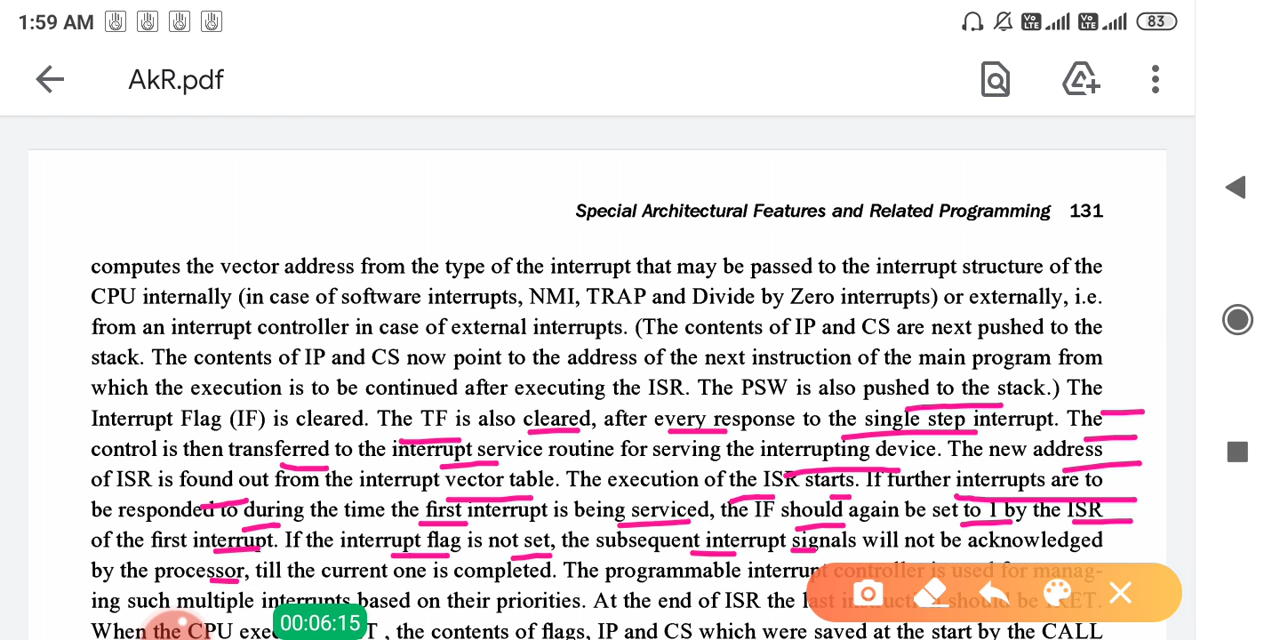 1:59 AM
Vo LTE Vo LTE 83
AkR.pdf
Special Architectural Features and Related Programming 131
computes the vector address from the type of the interrupt that may be passed to the interrupt structure of the
CPU internally (in case of software interrupts, NMI, TRAP and Divide by Zero interrupts) or externally, i.e.
from an interrupt controller in case of external interrupts. (The contents of IP and CS are next pushed to the
stack. The contents of IP and CS now point to the address of the next instruction of the main program from
which the execution is to be continued after executing the ISR. The PSW is also pushed to the stack.) The
Interrupt Flag (IF) is cleared. The TF is also cleared, after every response to the single step interrupt. The
control is then transferred to the interrupt service routine for serving the interrupting device. The new address
of ISR is found out from the interrupt vector table. The execution of the ISR starts. If further interrupts are to
be responded to during the time the first interrupt is being serviced, the IF should again be set to 1 by the ISR
of the first interrupt. If the interrupt flag is not set, the subsequent interrupt signals will not be acknowledged
by the processor, till the current one is completed. The programmable interrupt controller is used for manag-
ing such multiple interrupts based on their priorities. At the end of ISR the last instruction should be IRET.
When the CPU T , the contents of flags, IP and CS which were saved at the start by the CALL
00:06:15